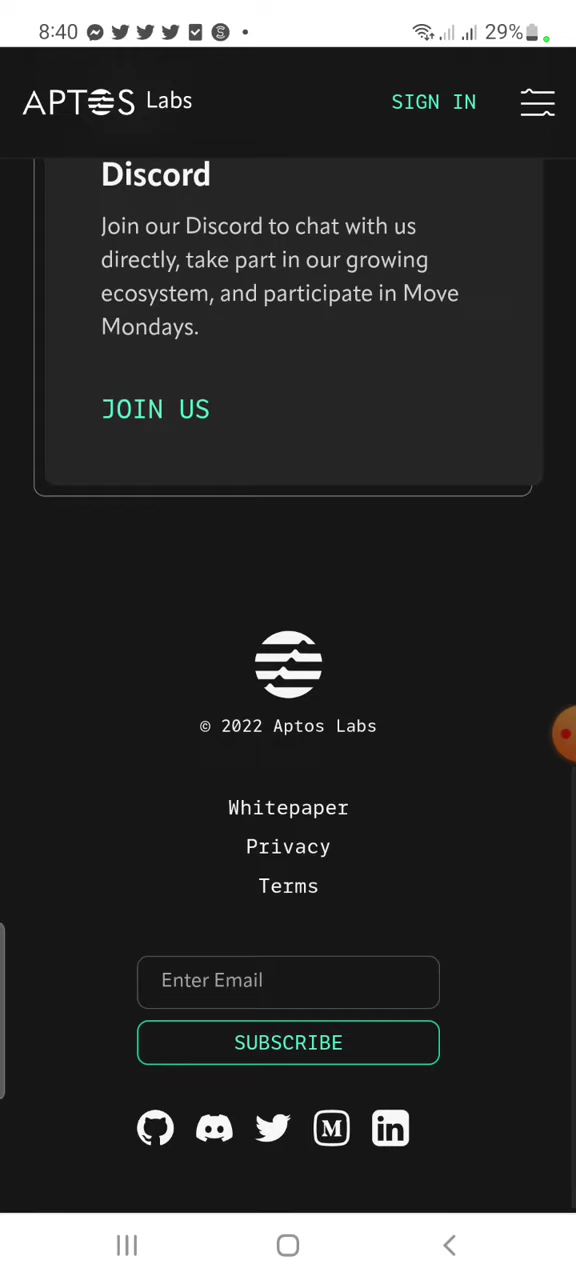 8:40
29%
APTOS Labs
SIGN IN
Discord
Join our Discord to chat with us
directly, take part in our growing
ecosystem, and participate in Move
Mondays.
JOIN US
© 2022 Aptos Labs
Whitepaper
Privacy
Terms
Enter Email
SUBSCRIBE
M
in